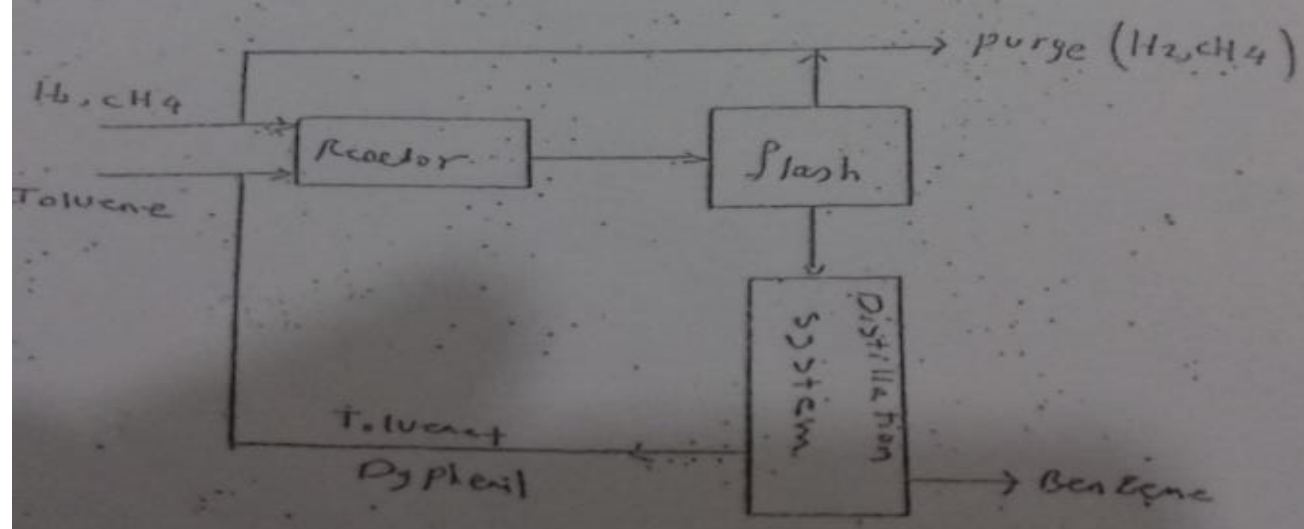 purge (H2,CH4)
H2, CH4
Reactor
flash
Toluene
Distillation
system
Toluene+
Dyphenil
Benzene